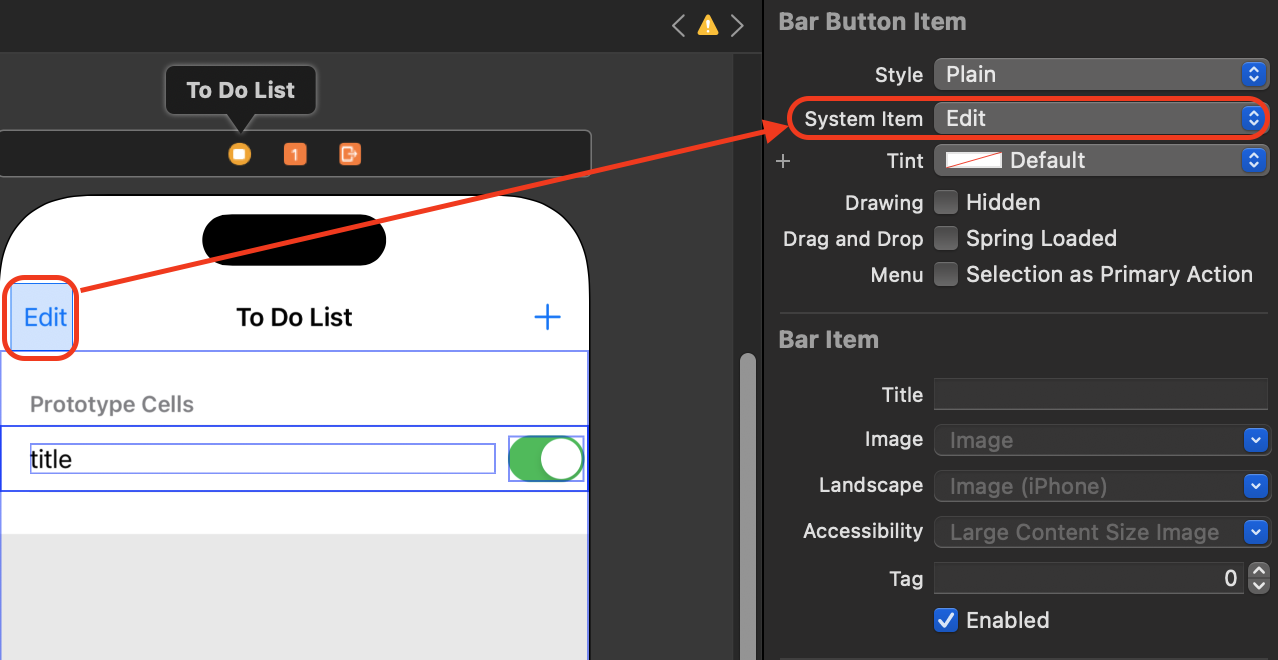 To Do List
1
Edit
To Do List
+
Prototype Cells
title
Bar Button Item
Style Plain
System Item Edit
+ Tint Default
Drawing Hidden
Drag and Drop Spring Loaded
Menu Selection as Primary Action
Bar Item
Title
Image Image
Landscape Image (iPhone)
Accessibility Large Content Size Image
Tag 0
Enabled